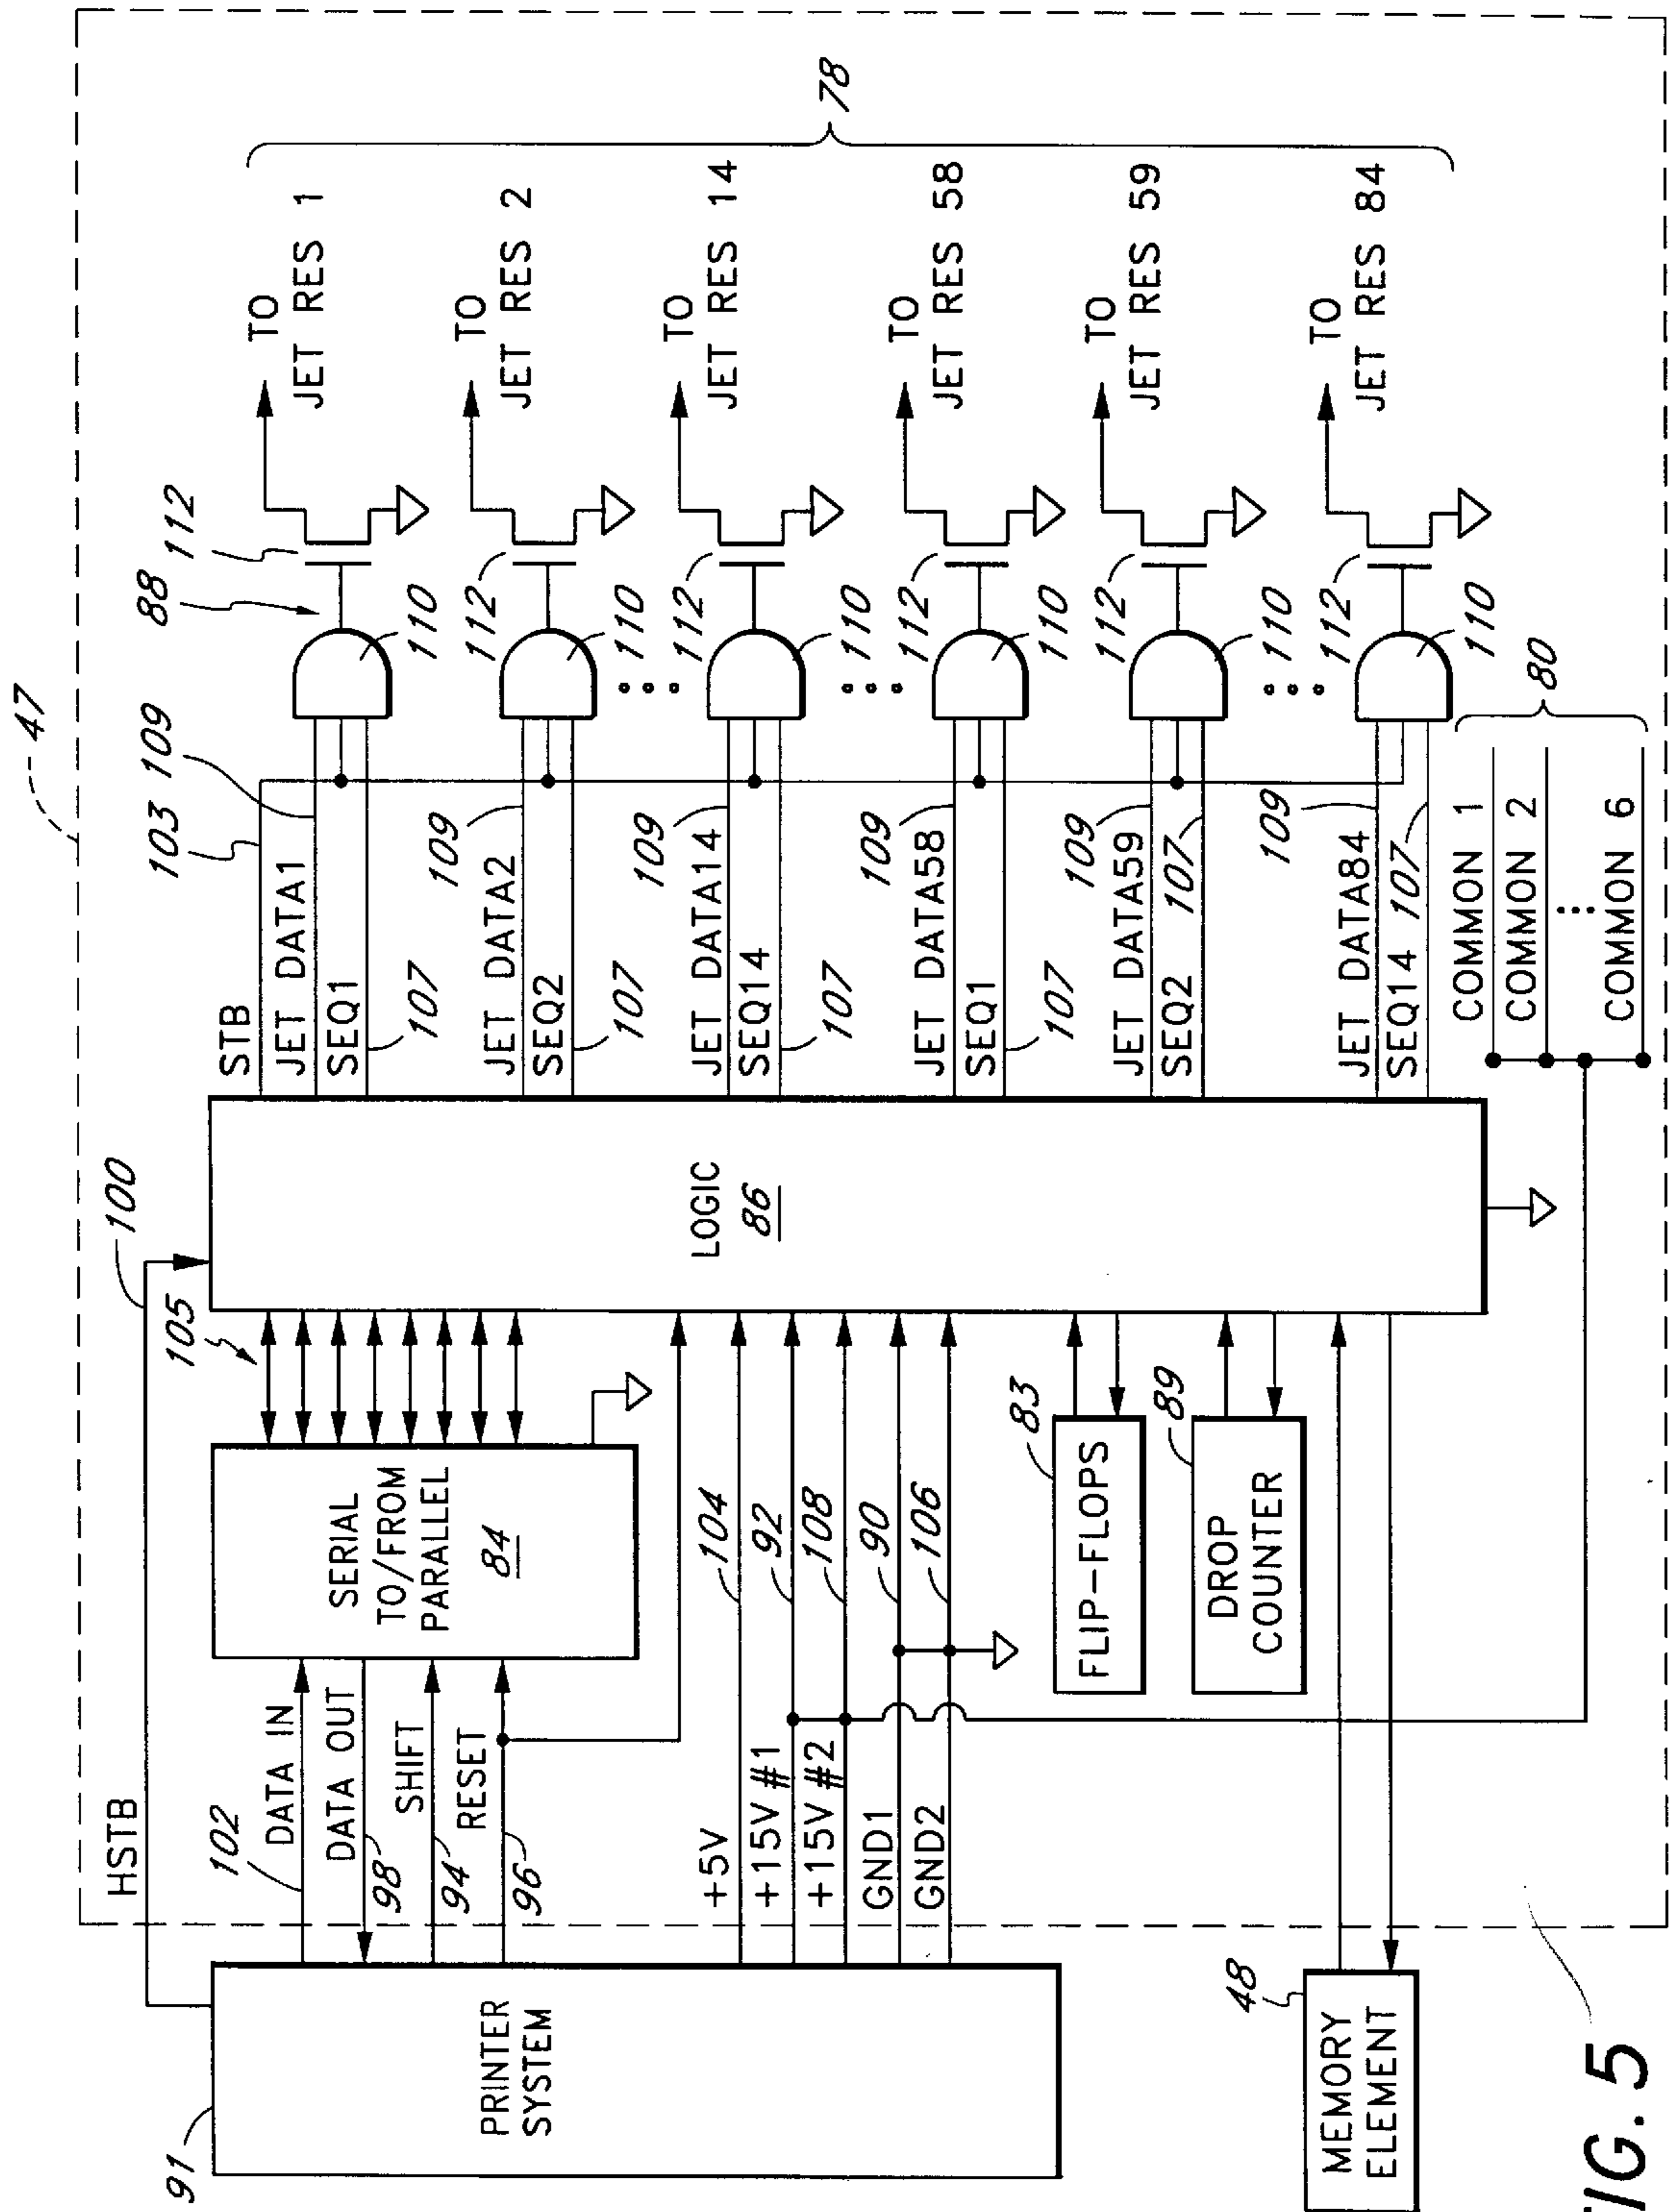 47
HSTB
100
91
PRINTER
SYSTEM
102
DATA IN
DATA OUT
98
SHIFT
94
RESET
96
SERIAL
TO/FROM
PARALLEL
84
105
+5V
104
+15V #1
92
+15V #2
108
GND1
90
GND2
106
FLIP-FLOPS
83
DROP
COUNTER
89
48
MEMORY
ELEMENT
LOGIC
86
STB
103
109
JET DATA1
SEQ1
107
88
112
110
TO
JET RES 1
JET DATA2
109
SEQ2
107
112
110
TO
JET RES 2
JET DATA14
109
SEQ14
107
112
110
TO
JET RES 14
78
JET DATA58
109
SEQ1
107
112
110
TO
JET RES 58
JET DATA59
109
SEQ2
107
112
110
TO
JET RES 59
JET DATA84
109
SEQ14
107
112
110
TO
JET RES 84
COMMON 1
COMMON 2
COMMON 6
80
FIG. 5